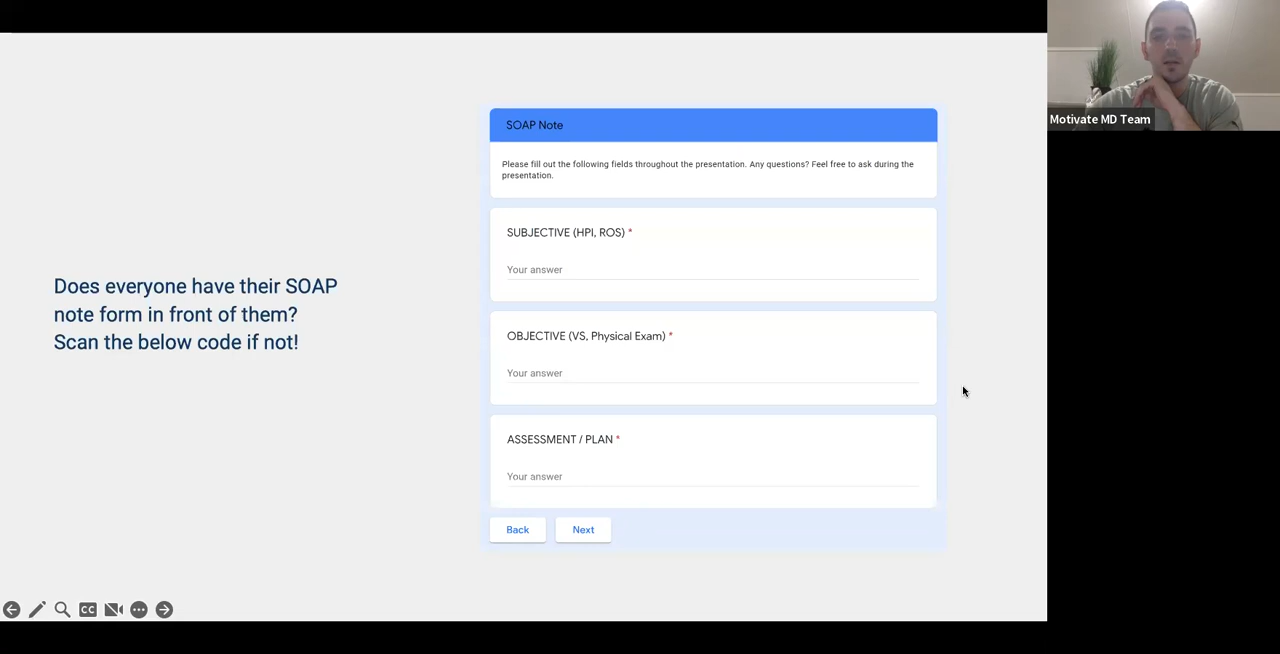 Motivate MD Team
Does everyone have their SOAP
note form in front of them?
Scan the below code if not!
SOAP Note
Please fill out the following fields throughout the presentation. Any questions? Feel free to ask during the
presentation.
SUBJECTIVE (HPI, ROS) *
Your answer
OBJECTIVE (VS, Physical Exam) *
Your answer
ASSESSMENT / PLAN *
Your answer
Back
Next
CC